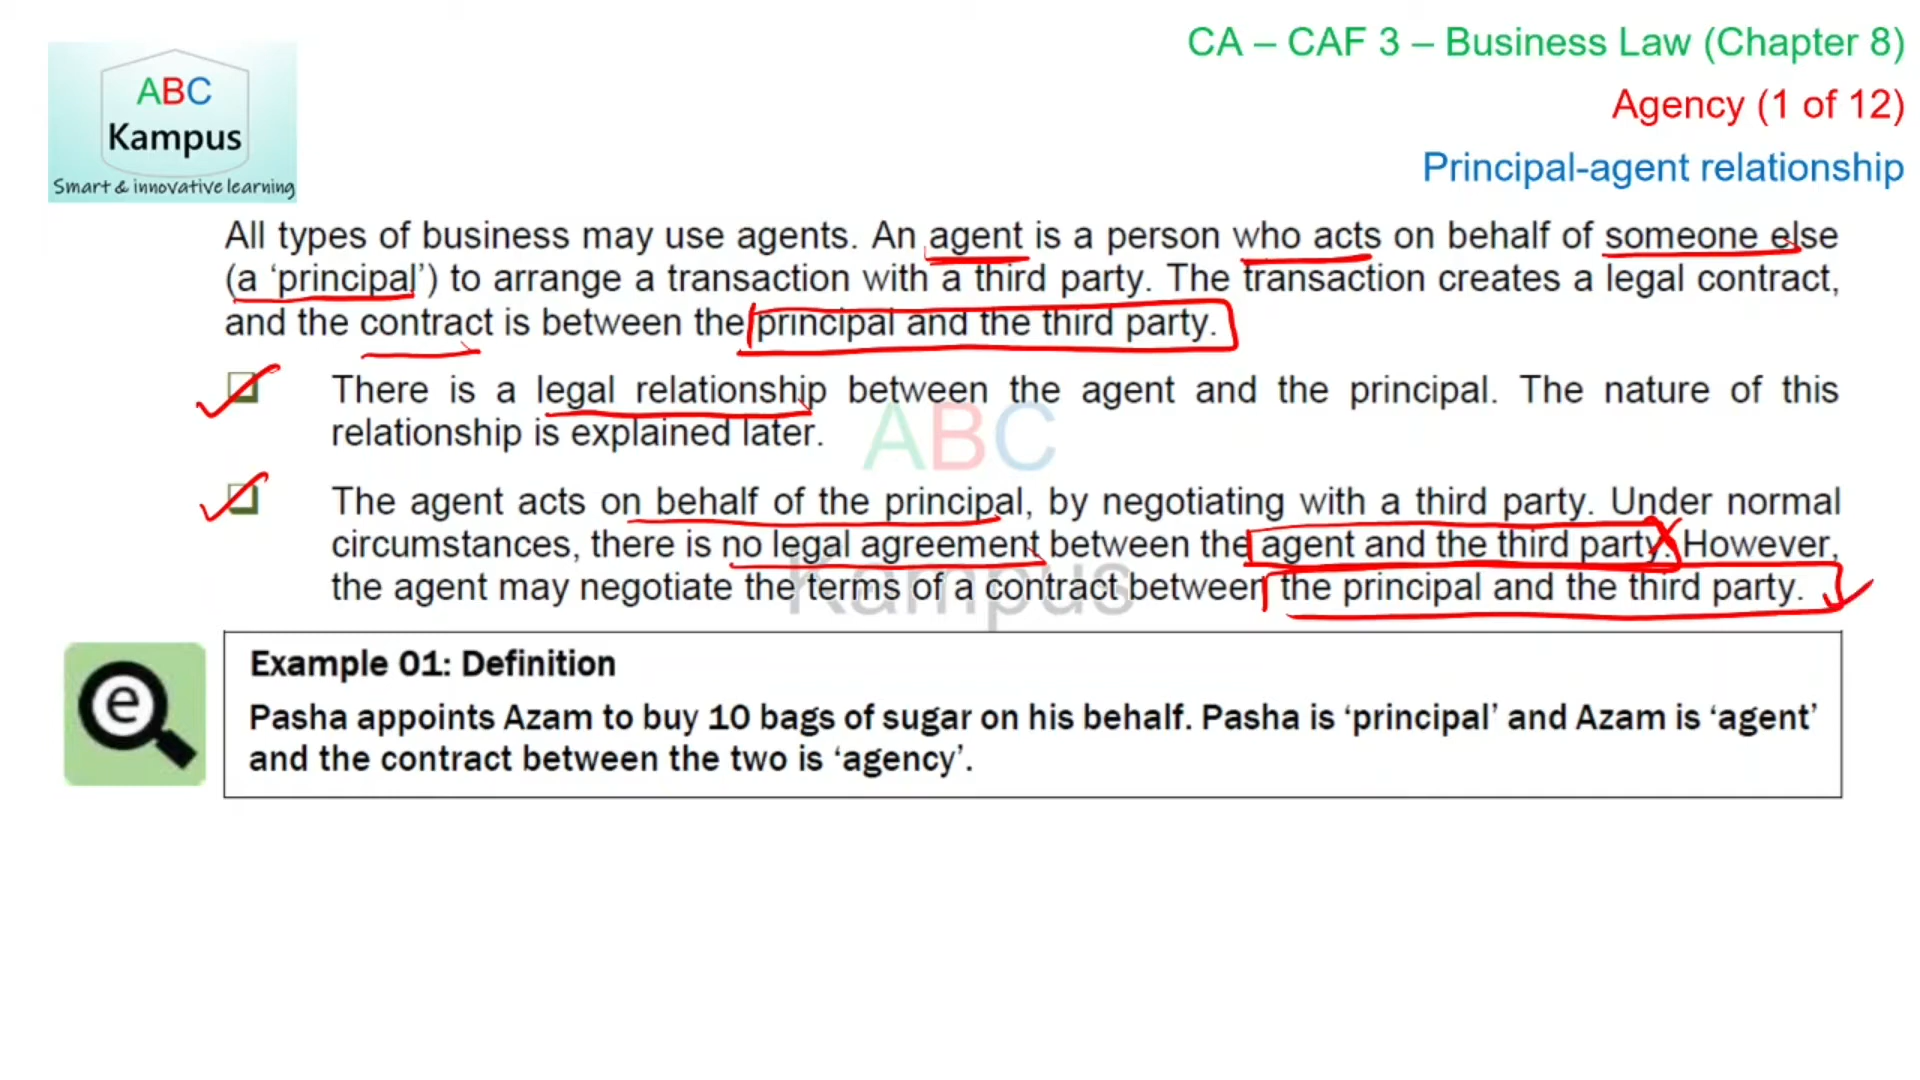 ABC
Kampus
Smart & innovative learning
CA – CAF 3 – Business Law (Chapter 8)
Agency (1 of 12)
Principal-agent relationship
All types of business may use agents. An agent is a person who acts on behalf of someone else
(a ‘principal’) to arrange a transaction with a third party. The transaction creates a legal contract,
and the contract is between the principal and the third party.
There is a legal relationship between the agent and the principal. The nature of this
relationship is explained later.
The agent acts on behalf of the principal, by negotiating with a third party. Under normal
circumstances, there is no legal agreement between the agent and the third party. However,
the agent may negotiate the terms of a contract between the principal and the third party.
ABC
Kampus
e
Example 01: Definition
Pasha appoints Azam to buy 10 bags of sugar on his behalf. Pasha is ‘principal’ and Azam is ‘agent’
and the contract between the two is ‘agency’.